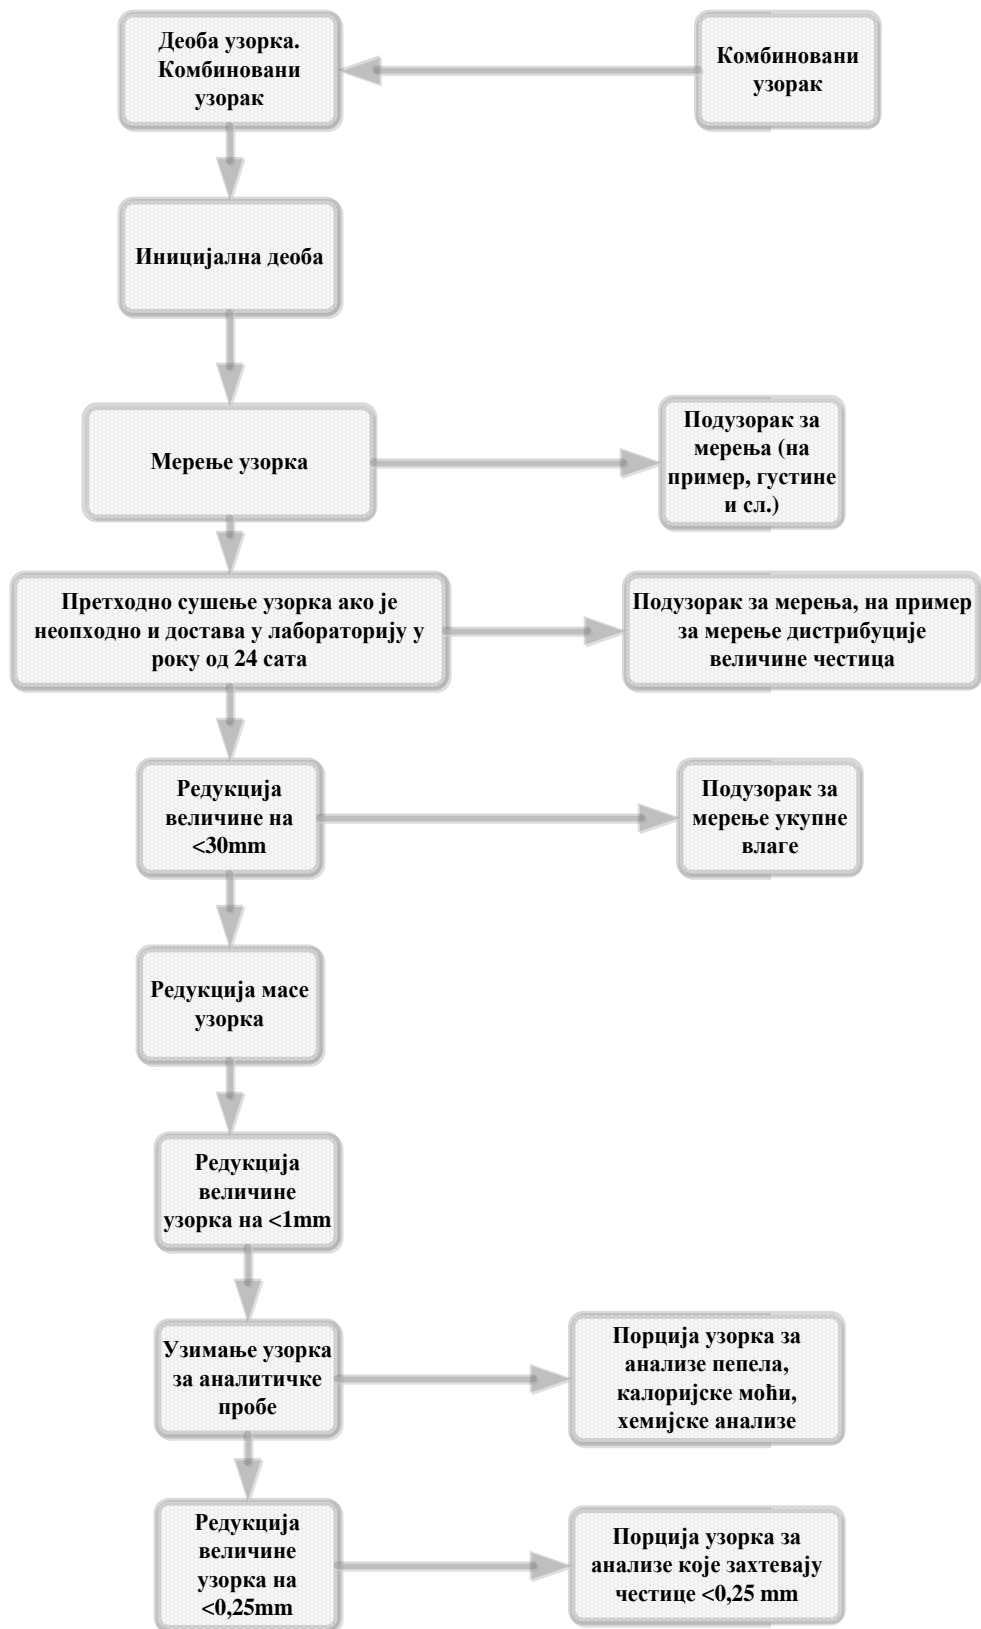 Деоба узорка.
Комбиновани
узорак
Комбиновани
узорак
Иницијална деоба
Мерење узорка
Подузорак за
мерења (на
пример, густине
и сл.)
Претходно сушење узорка ако је
неопходно и достава у лабораторију у
року од 24 сата
Подузорак за мерења, на пример
за мерење дистрибуције
величине честица
Редукција
величине на
<30mm
Подузорак за
мерење укупне
влаге
Редукција масе
узорка
Редукција
величине
узорка на <1mm
Узимање узорка
за аналитичке
пробе
Порција узорка за
анализе пепела,
калоријске моћи,
хемијске анализе
Редукција
величине
узорка на
<0,25mm
Порција узорка за
анализе које захтевају
честице <0,25 mm